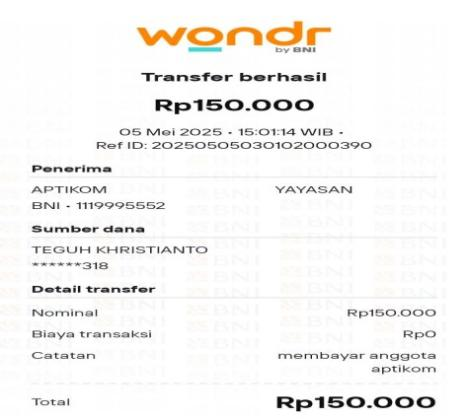 wondr
by BNI
Transfer berhasil
Rp150.000
05 Mei 2025 • 15:01:14 WIB •
Ref ID: 20250505030102000390
Penerima
APTIKOM YAYASAN
BNI • 1119995552
Sumber dana
TEGUH KHRISTIANTO
******318
Detail transfer
Nominal Rp150.000
Biaya transaksi Rp0
Catatan membayar anggota
aptikom
Total Rp150.000